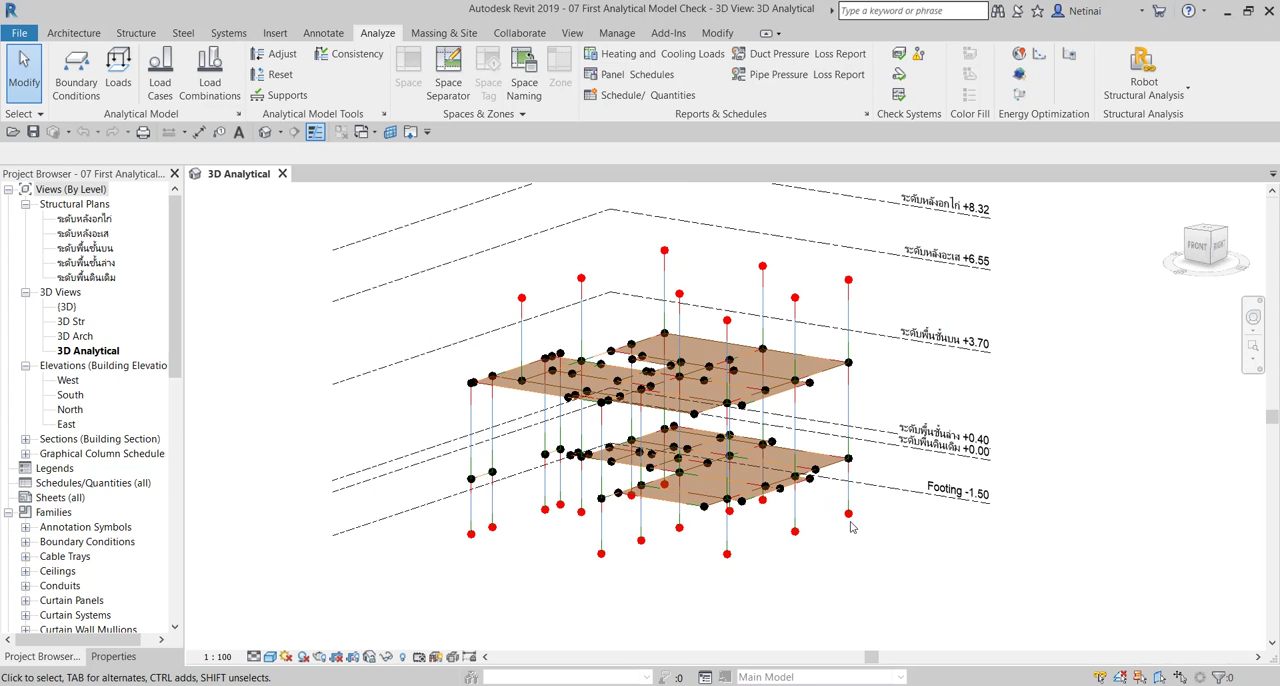 Autodesk Revit 2019 - 07 First Analytical Model Check - 3D View: 3D Analytical
Type a keyword or phrase
Netinai
File Architecture Structure Steel Systems Insert Annotate Analyze Massing & Site Collaborate View Manage Add-Ins Modify
Modify
Boundary Conditions
Loads
Load Cases
Load Combinations
Adjust
Consistency
Reset
Supports
Space
Space Separator
Space Tag
Space Naming
Zone
Heating and Cooling Loads
Duct Pressure Loss Report
Panel Schedules
Pipe Pressure Loss Report
Schedule/ Quantities
Robot Structural Analysis
Select
Analytical Model
Analytical Model Tools
Spaces & Zones
Reports & Schedules
Check Systems
Color Fill
Energy Optimization
Structural Analysis
Project Browser - 07 First Analytical...
3D Analytical
Views (By Level)
Structural Plans
ระดับหลังอกไก่
ระดับหลังอะเส
ระดับพื้นชั้นบน
ระดับพื้นชั้นล่าง
ระดับพื้นดินเดิม
3D Views
{3D}
3D Str
3D Arch
3D Analytical
Elevations (Building Elevatio
West
South
North
East
Sections (Building Section)
Graphical Column Schedule
Legends
Schedules/Quantities (all)
Sheets (all)
Families
Annotation Symbols
Boundary Conditions
Cable Trays
Ceilings
Conduits
Curtain Panels
Curtain Systems
Curtain Wall Mullions
ระดับหลังอกไก่ +8.32
ระดับหลังอะเส +6.55
ระดับพื้นชั้นบน +3.70
ระดับพื้นชั้นล่าง +0.40
ระดับพื้นดินเดิม +0.00
Footing -1.50
FRONT
RIGHT
Project Browser... Properties
1 : 100
Click to select, TAB for alternates, CTRL adds, SHIFT unselects.
:0
Main Model
:0